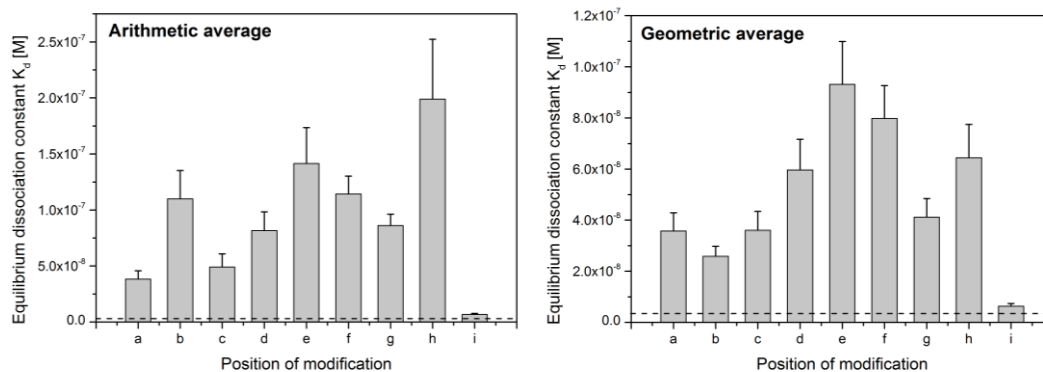 Arithmetic average
Equilibrium dissociation constant K_d [M]
2.5x10⁻⁷
2.0x10⁻⁷
1.5x10⁻⁷
1.0x10⁻⁷
5.0x10⁻⁸
0.0
a b c d e f g h i
Position of modification
Geometric average
Equilibrium dissociation constant K_d [M]
1.2x10⁻⁷
1.0x10⁻⁷
8.0x10⁻⁸
6.0x10⁻⁸
4.0x10⁻⁸
2.0x10⁻⁸
0.0
a b c d e f g h i
Position of modification